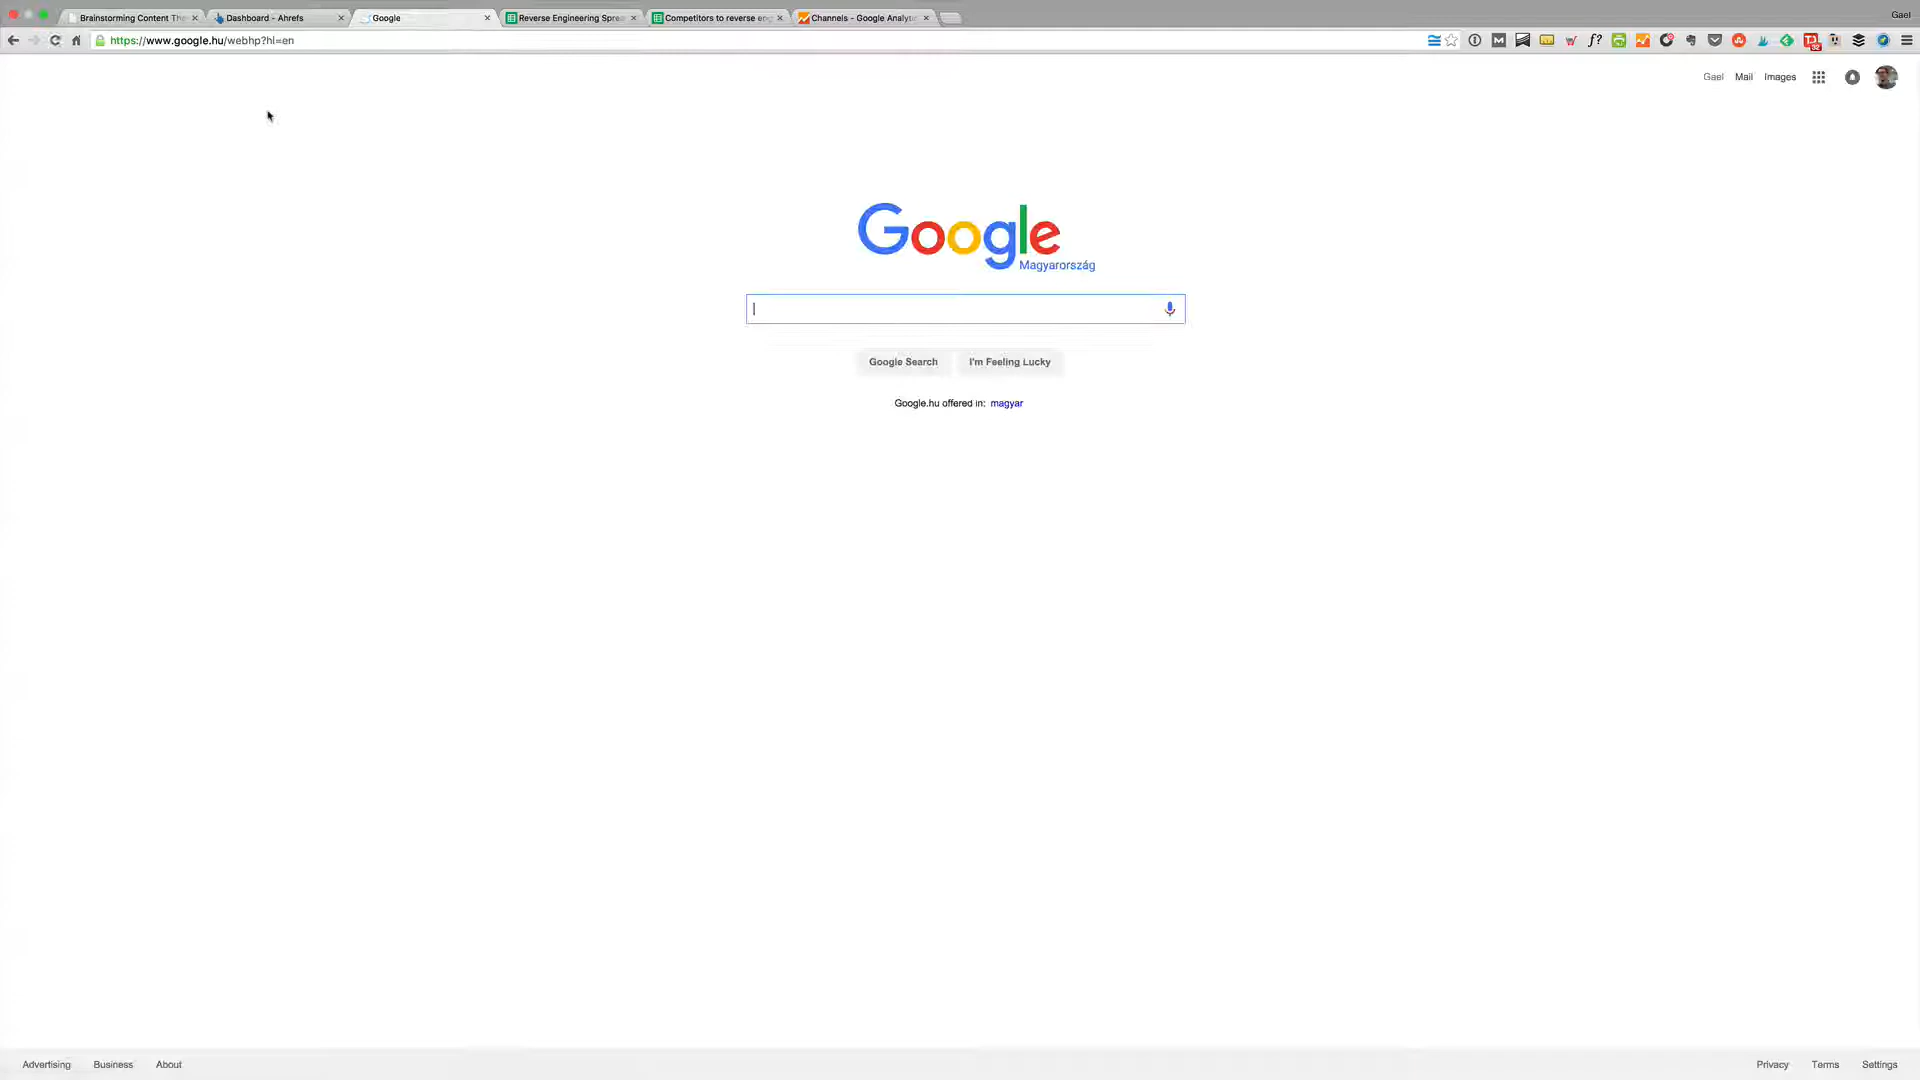 Brainstorming Content The
Dashboard - Ahrefs
Google
Reverse Engineering Spre
Competitors to reverse en
Channels - Google Analyt
Gael
https://www.google.hu/webhp?hl=en
Gael
Mail
Images
Google
Magyarország
Google Search
I'm Feeling Lucky
Google.hu offered in: magyar
Advertising
Business
About
Privacy
Terms
Settings